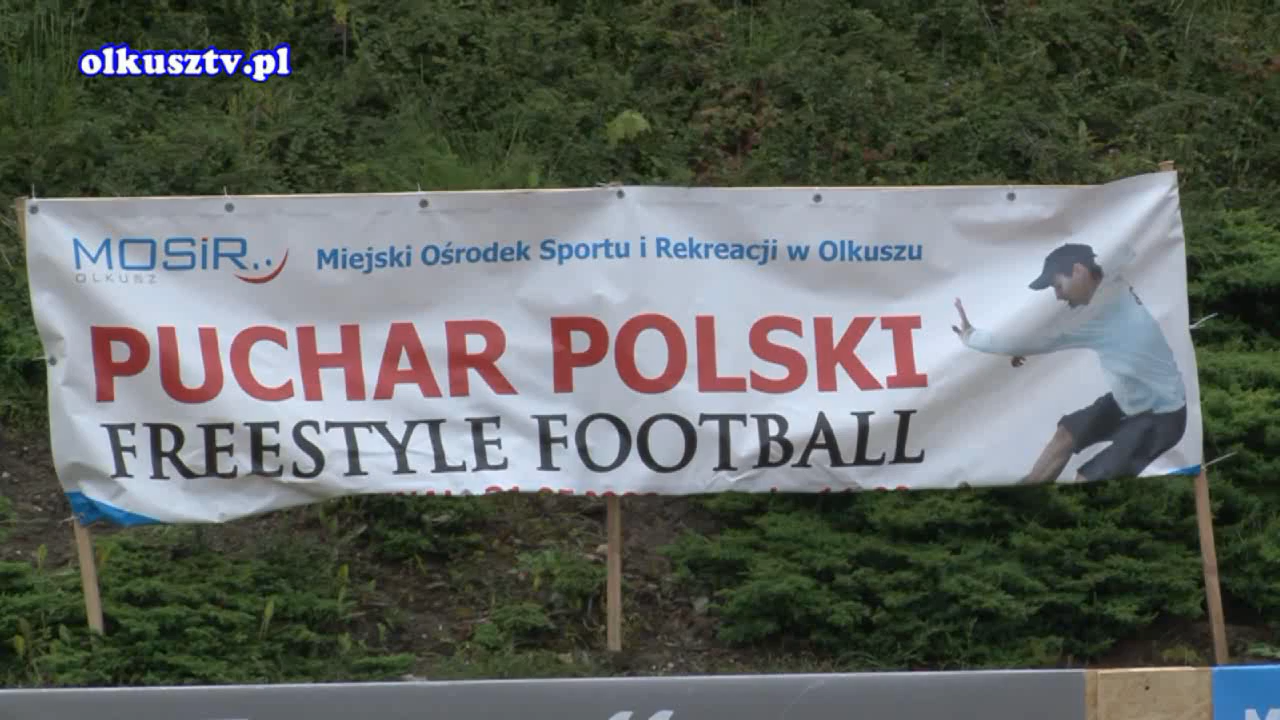 olkusztv.pl
MOSiR
OLKUSZ
Miejski Ośrodek Sportu i Rekreacji w Olkuszu
PUCHAR POLSKI
FREESTYLE FOOTBALL